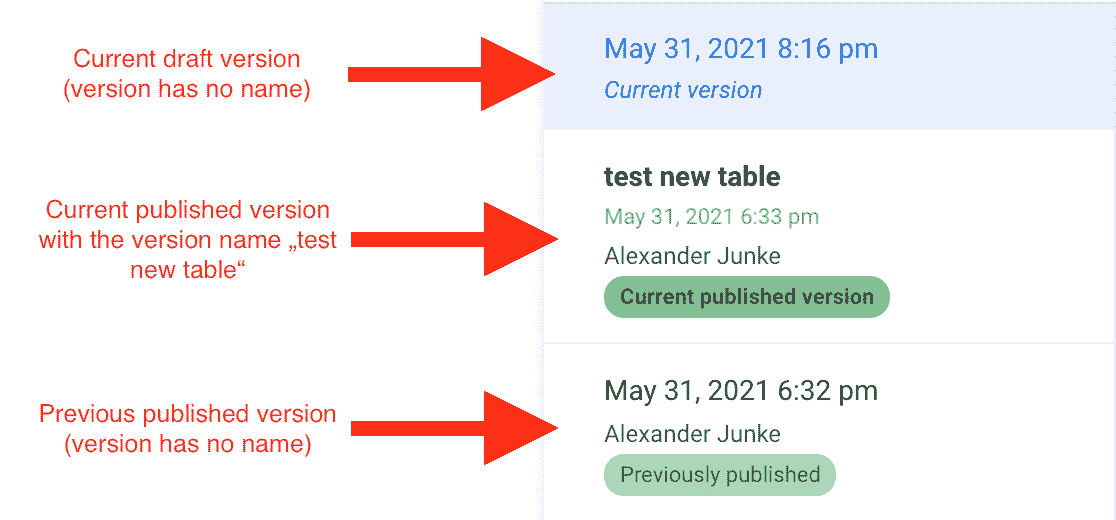 Current draft version
(version has no name)
May 31, 2021 8:16 pm
Current version
Current published version
with the version name „test
new table“
test new table
May 31, 2021 6:33 pm
Alexander Junke
Current published version
Previous published version
(version has no name)
May 31, 2021 6:32 pm
Alexander Junke
Previously published